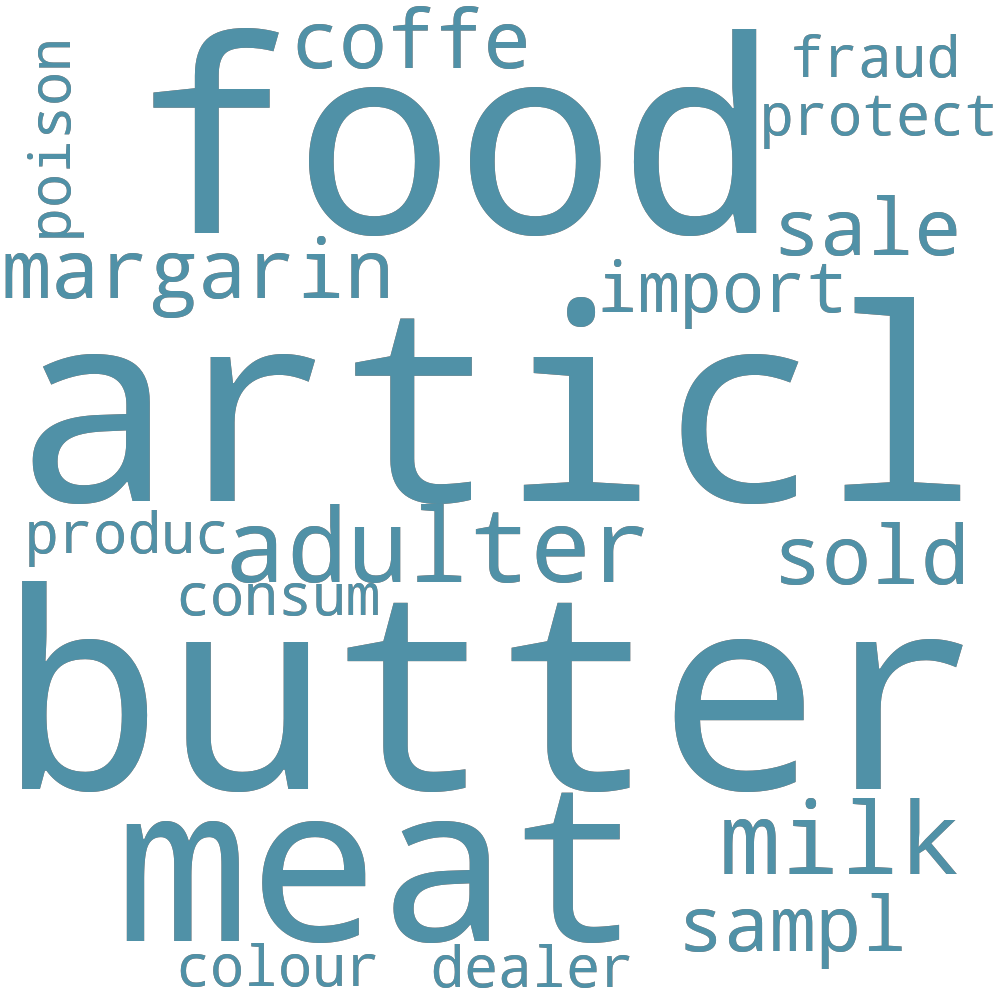 coffe
food
fraud
protect
poison
sale
margarin
import
articl
produc
adulter
sold
consum
butter
meat
milk
sampl
colour
dealer